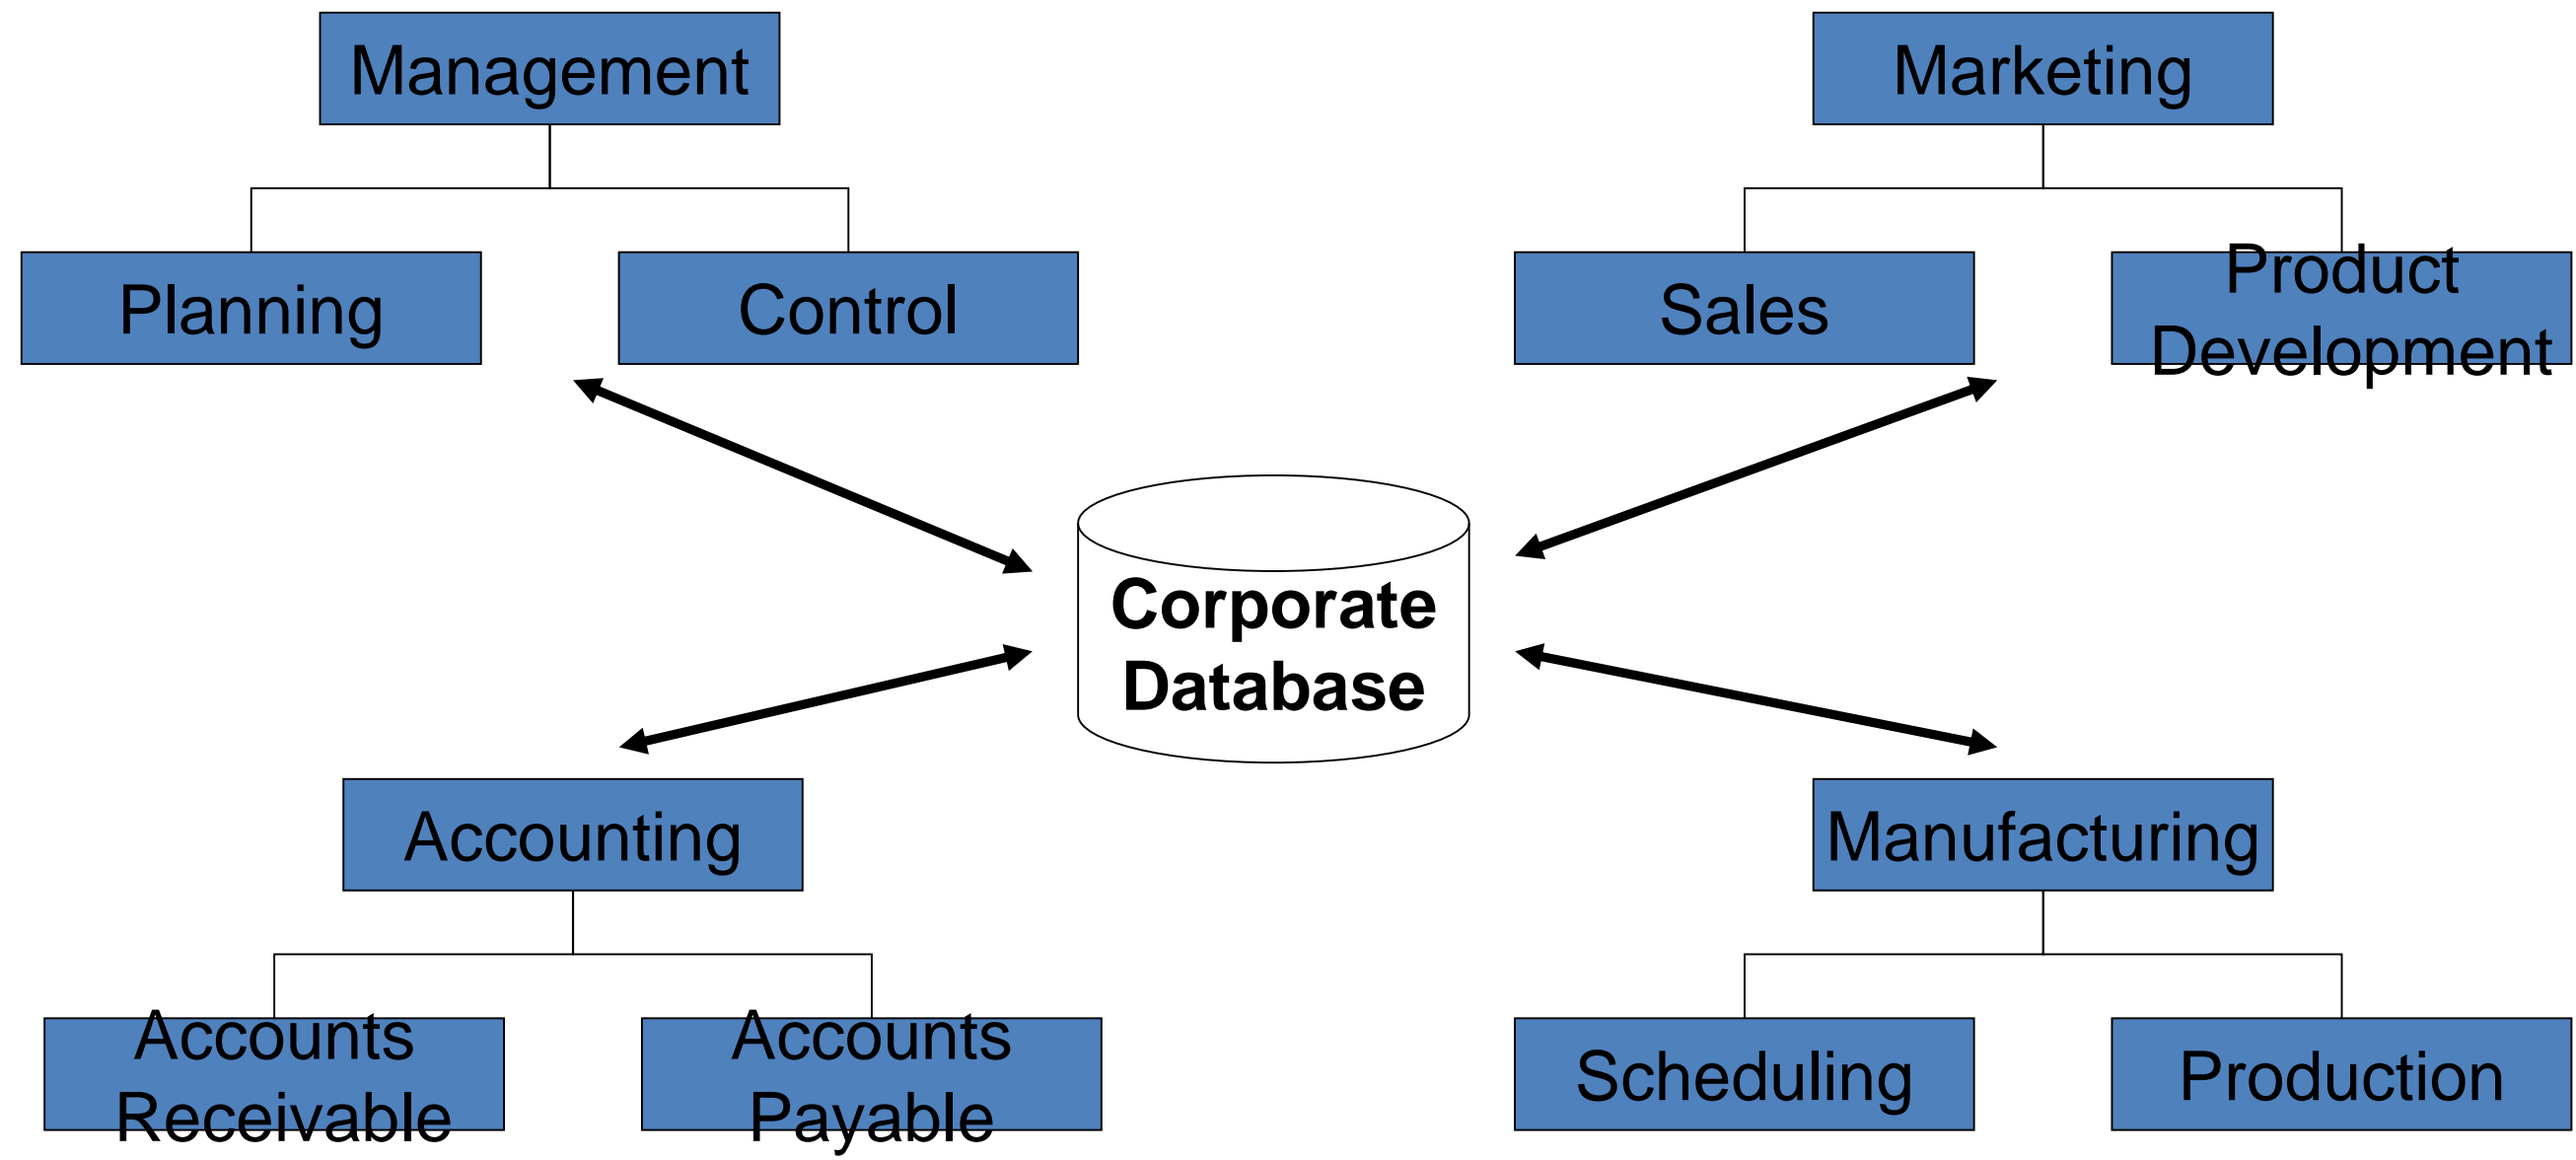 Management
Marketing
Planning
Control
Sales
Product
Development
Corporate
Database
Accounting
Manufacturing
Accounts
Receivable
Accounts
Payable
Scheduling
Production